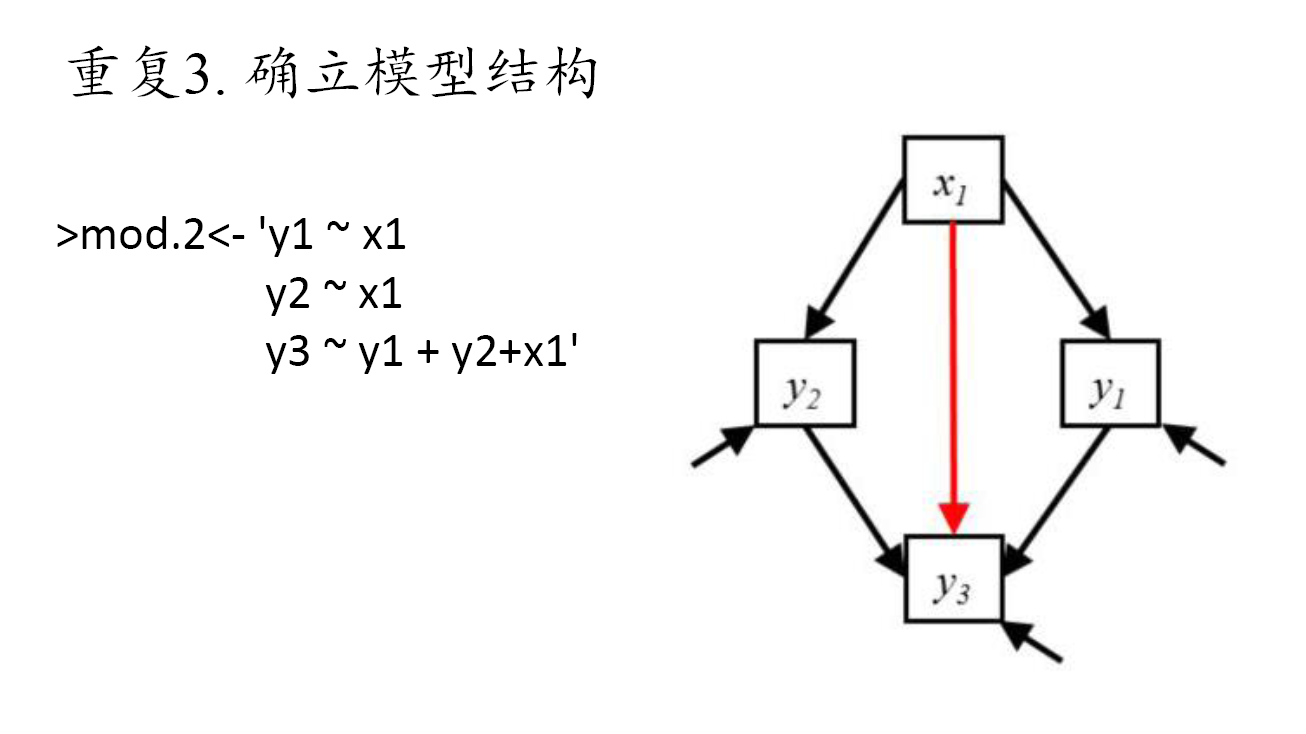 重复3. 确立模型结构
>mod.2<- 'y1 ~ x1
y2 ~ x1
y3 ~ y1 + y2+x1'
x1
y2
y1
y3